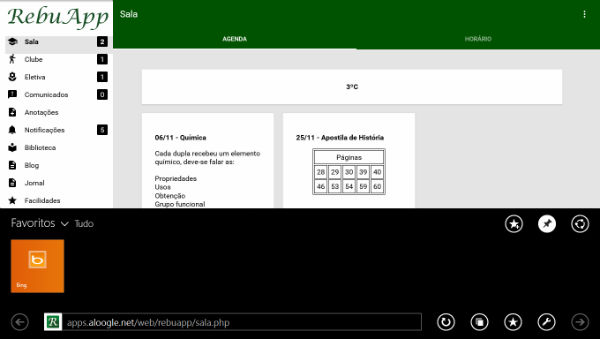 RebuApp
Sala
AGENDA
HORÁRIO
Sala 2
Clube 1
Eletiva 1
Comunicados 0
Anotações
Notificações 5
Biblioteca
Blog
Jornal
Facilidades
3ºC
06/11 - Química
Cada dupla recebeu um elemento
químico, deve-se falar as:
Propriedades
Usos
Obtenção
Grupo funcional
25/11 - Apostila de História
Páginas
28 29 30 39 40
46 53 54 59 60
Favoritos Tudo
Bing
R apps.aloogle.net/web/rebuapp/sala.php